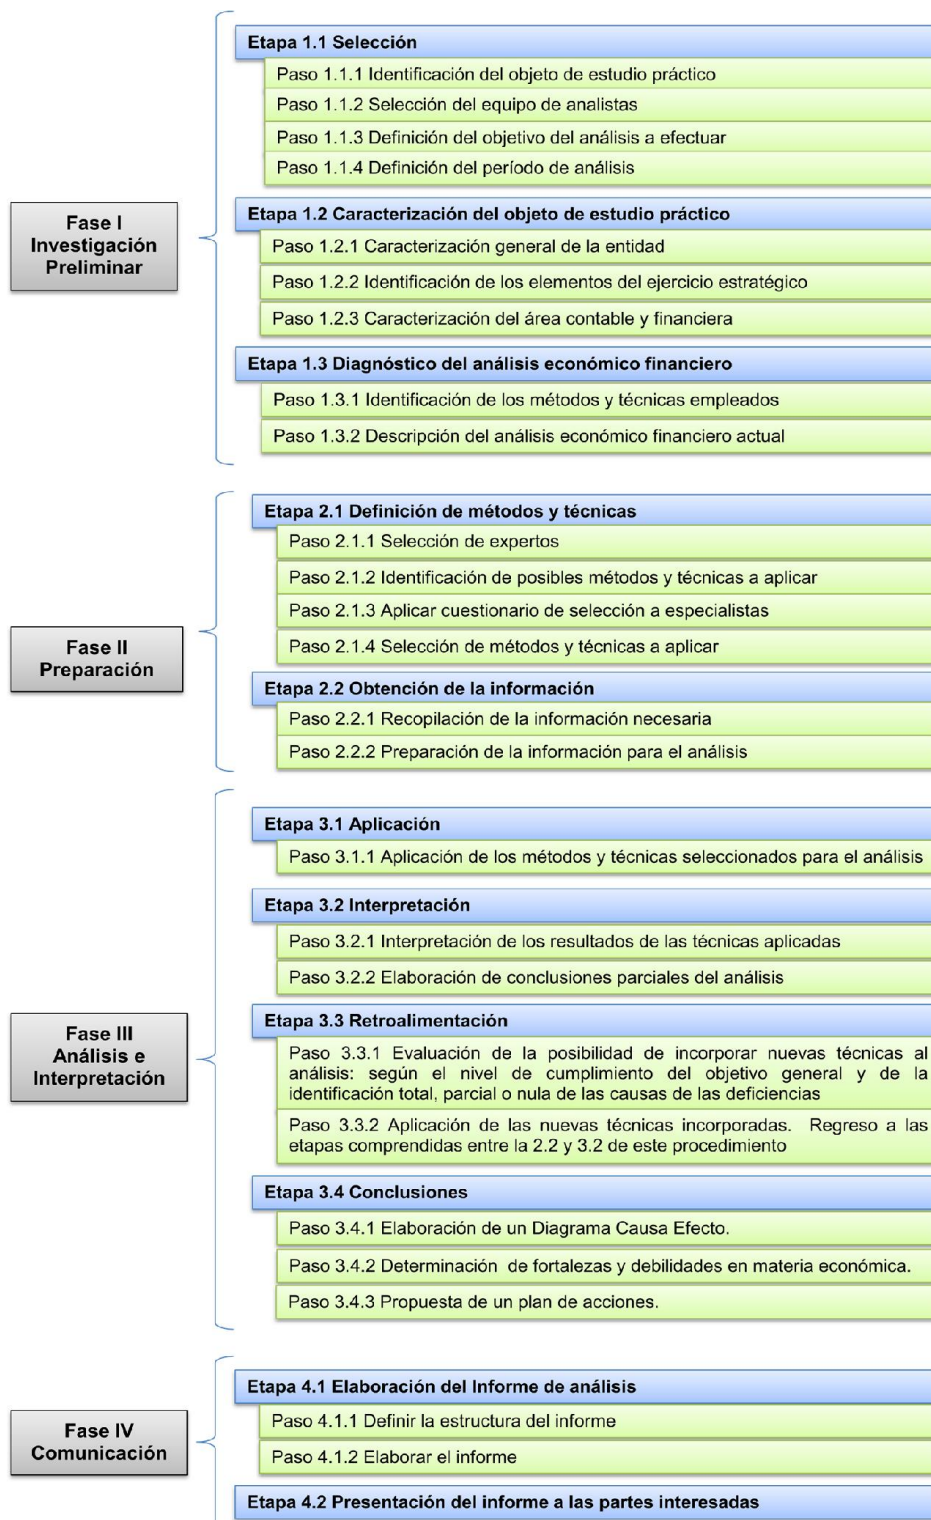 Fase I
Investigación
Preliminar
Etapa 1.1 Selección
Paso 1.1.1 Identificación del objeto de estudio práctico
Paso 1.1.2 Selección del equipo de analistas
Paso 1.1.3 Definición del objetivo del análisis a efectuar
Paso 1.1.4 Definición del período de análisis
Etapa 1.2 Caracterización del objeto de estudio práctico
Paso 1.2.1 Caracterización general de la entidad
Paso 1.2.2 Identificación de los elementos del ejercicio estratégico
Paso 1.2.3 Caracterización del área contable y financiera
Etapa 1.3 Diagnóstico del análisis económico financiero
Paso 1.3.1 Identificación de los métodos y técnicas empleados
Paso 1.3.2 Descripción del análisis económico financiero actual
Fase II
Preparación
Etapa 2.1 Definición de métodos y técnicas
Paso 2.1.1 Selección de expertos
Paso 2.1.2 Identificación de posibles métodos y técnicas a aplicar
Paso 2.1.3 Aplicar cuestionario de selección a especialistas
Paso 2.1.4 Selección de métodos y técnicas a aplicar
Etapa 2.2 Obtención de la información
Paso 2.2.1 Recopilación de la información necesaria
Paso 2.2.2 Preparación de la información para el análisis
Fase III
Análisis e
Interpretación
Etapa 3.1 Aplicación
Paso 3.1.1 Aplicación de los métodos y técnicas seleccionados para el análisis
Etapa 3.2 Interpretación
Paso 3.2.1 Interpretación de los resultados de las técnicas aplicadas
Paso 3.2.2 Elaboración de conclusiones parciales del análisis
Etapa 3.3 Retroalimentación
Paso 3.3.1 Evaluación de la posibilidad de incorporar nuevas técnicas al
análisis: según el nivel de cumplimiento del objetivo general y de la
identificación total, parcial o nula de las causas de las deficiencias
Paso 3.3.2 Aplicación de las nuevas técnicas incorporadas. Regreso a las
etapas comprendidas entre la 2.2 y 3.2 de este procedimiento
Etapa 3.4 Conclusiones
Paso 3.4.1 Elaboración de un Diagrama Causa Efecto.
Paso 3.4.2 Determinación de fortalezas y debilidades en materia económica.
Paso 3.4.3 Propuesta de un plan de acciones.
Fase IV
Comunicación
Etapa 4.1 Elaboración del Informe de análisis
Paso 4.1.1 Definir la estructura del informe
Paso 4.1.2 Elaborar el informe
Etapa 4.2 Presentación del informe a las partes interesadas